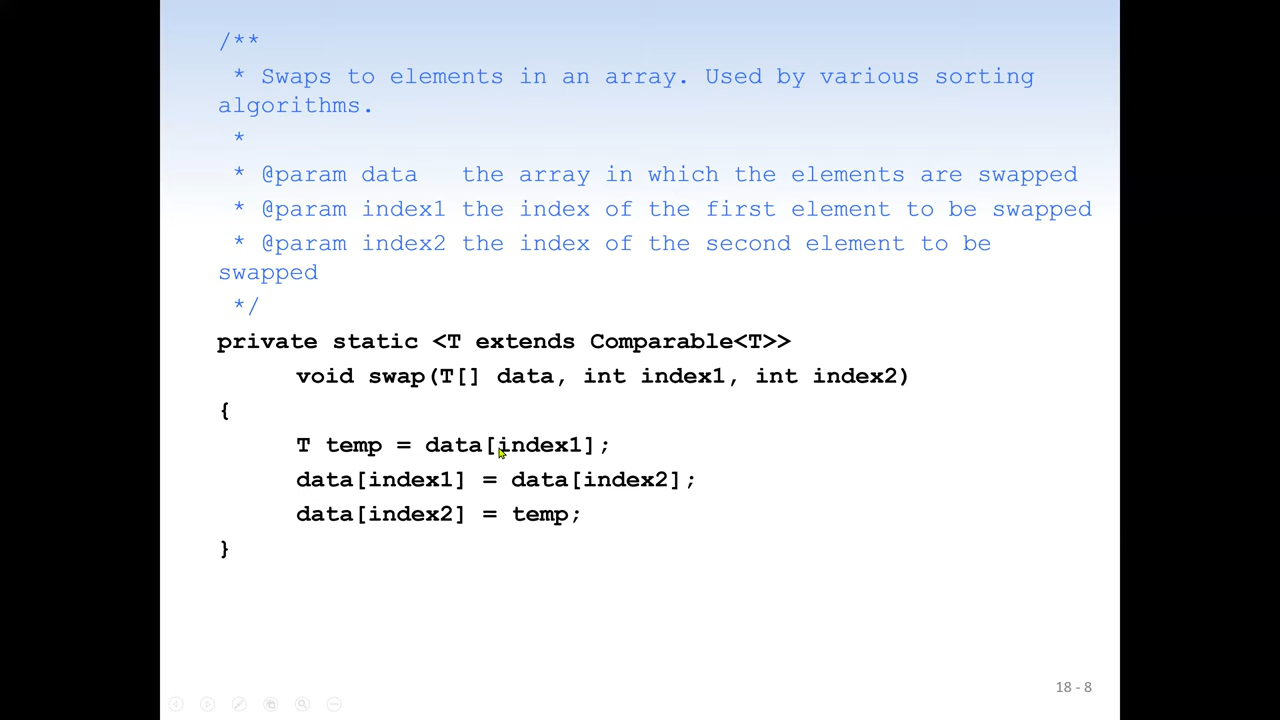 /**
* Swaps to elements in an array. Used by various sorting
algorithms.
*
* @param data   the array in which the elements are swapped
* @param index1 the index of the first element to be swapped
* @param index2 the index of the second element to be
swapped
*/
private static <T extends Comparable<T>>
void swap(T[] data, int index1, int index2)
{
T temp = data[index1];
data[index1] = data[index2];
data[index2] = temp;
}
18 - 8